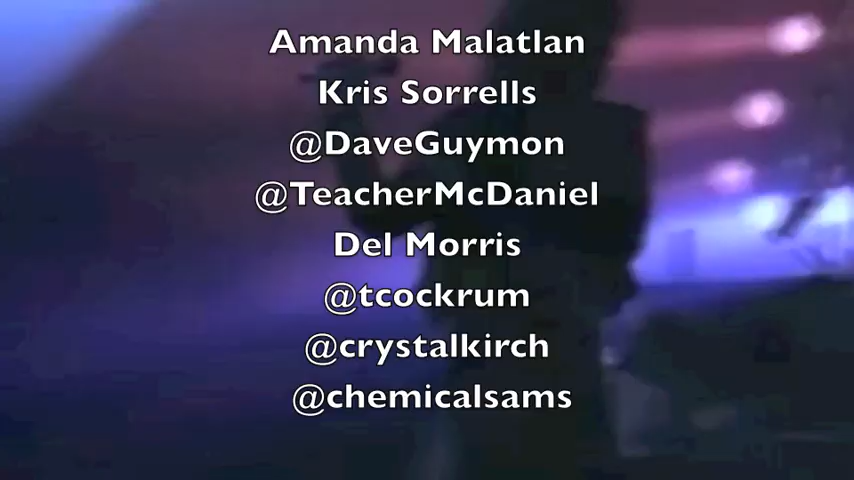 Amanda Malatlan
Kris Sorrells
@DaveGuymon
@TeacherMcDaniel
Del Morris
@tcockrum
@crystalkirch
@chemicalsams